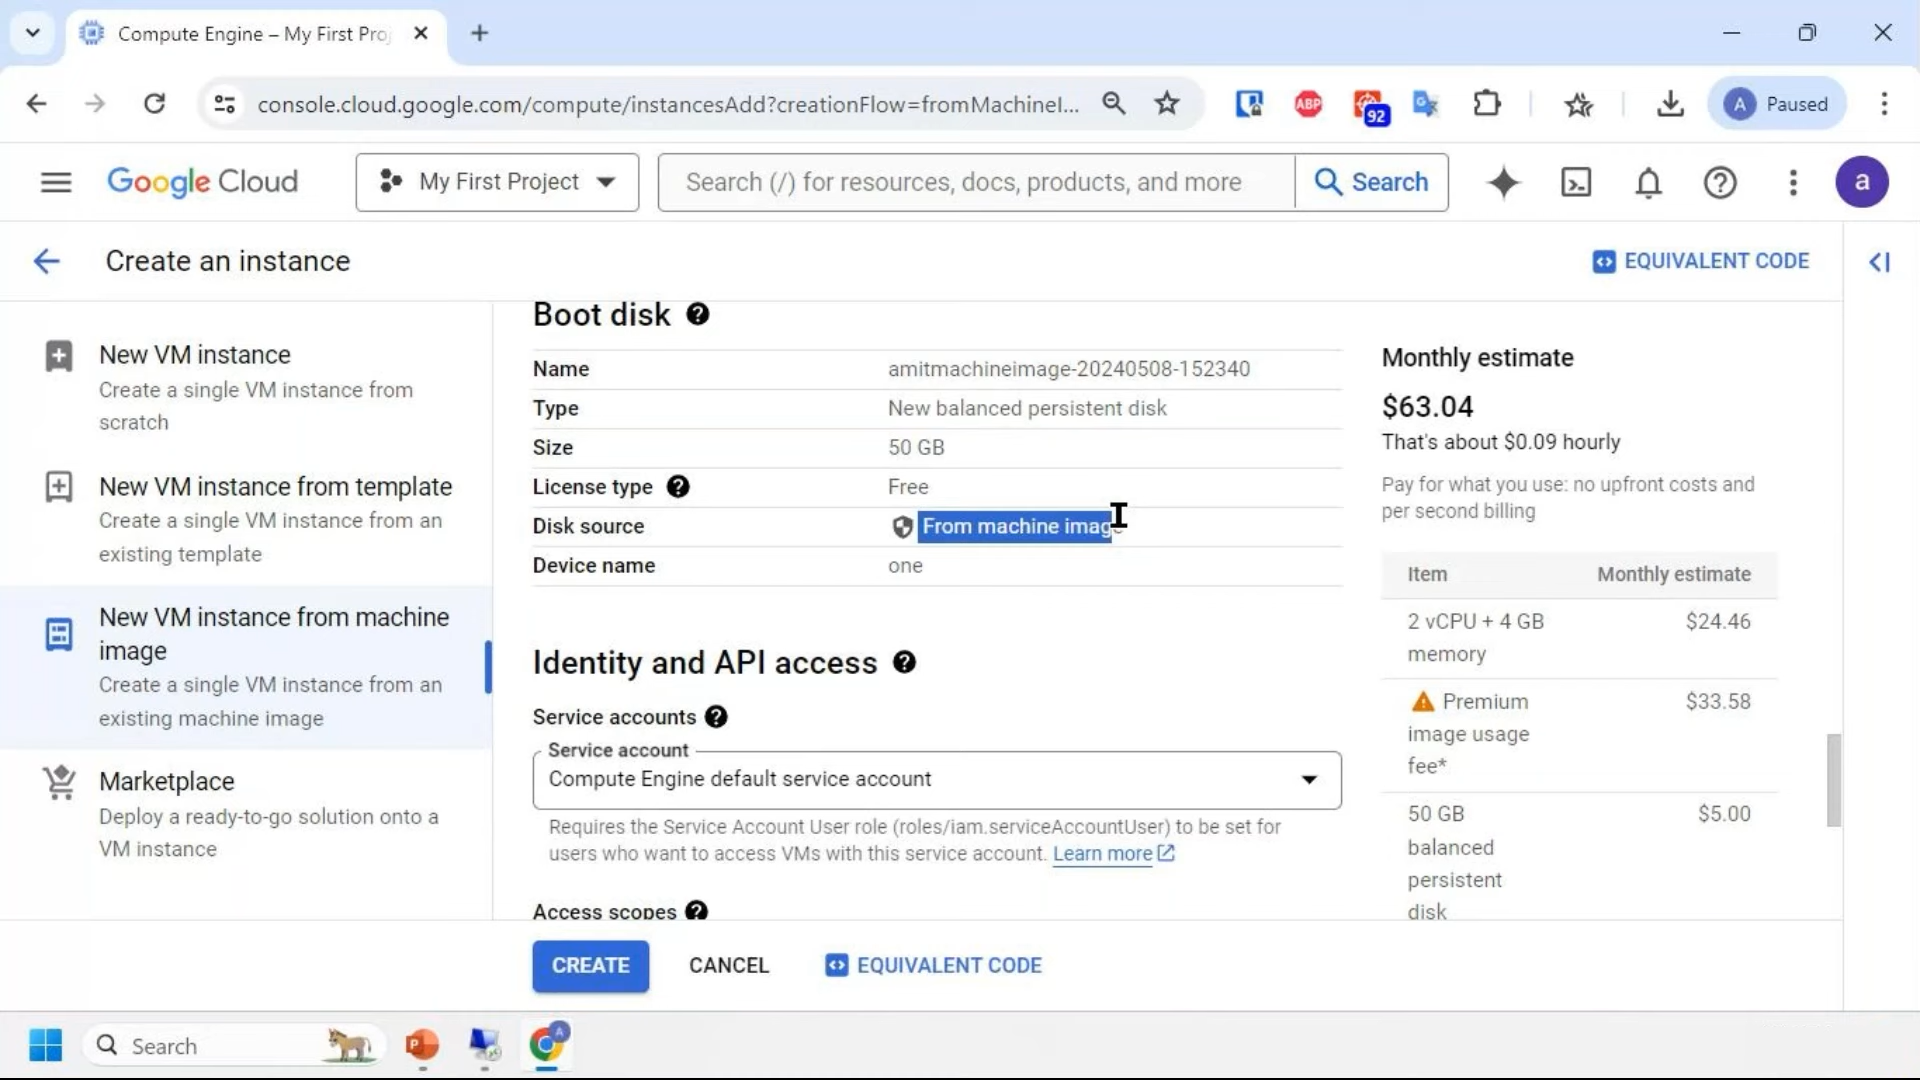 Compute Engine – My First Pro
console.cloud.google.com/compute/instancesAdd?creationFlow=fromMachineI...
ABP
92
A
Paused
Google Cloud
My First Project
Search (/) for resources, docs, products, and more
Search
a
Create an instance
EQUIVALENT CODE
New VM instance
Create a single VM instance from
scratch
New VM instance from template
Create a single VM instance from an
existing template
New VM instance from machine
image
Create a single VM instance from an
existing machine image
Marketplace
Deploy a ready-to-go solution onto a
VM instance
Boot disk
Name
amitmachineimage-20240508-152340
Type
New balanced persistent disk
Size
50 GB
License type
Free
Disk source
From machine image
Device name
one
Identity and API access
Service accounts
Service account
Compute Engine default service account
Requires the Service Account User role (roles/iam.serviceAccountUser) to be set for
users who want to access VMs with this service account. Learn more
Access scopes
Monthly estimate
$63.04
That's about $0.09 hourly
Pay for what you use: no upfront costs and
per second billing
Item
Monthly estimate
2 vCPU + 4 GB
memory
$24.46
Premium
image usage
fee*
$33.58
50 GB
balanced
persistent
disk
$5.00
CREATE
CANCEL
EQUIVALENT CODE
Search
P
A